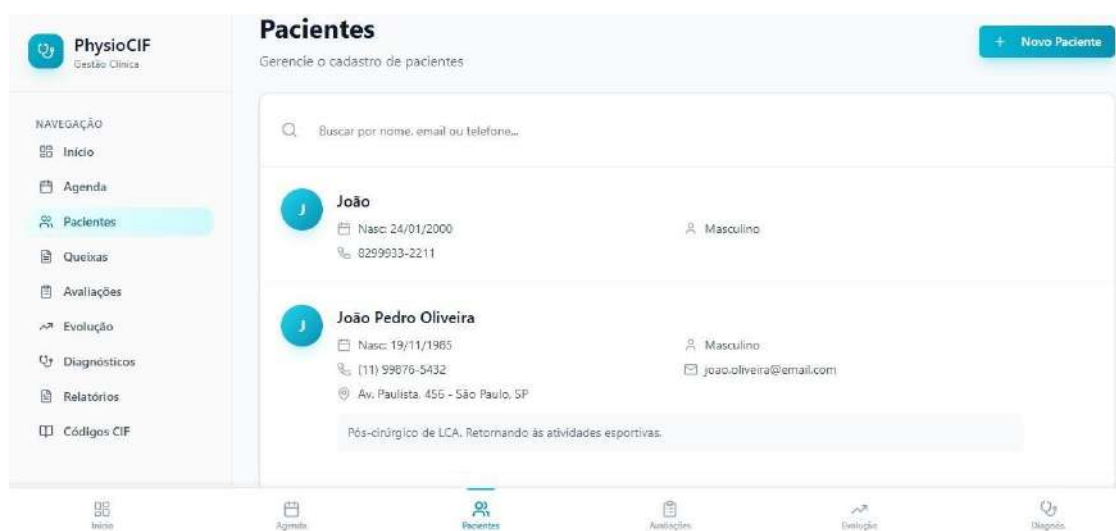 PhysioCIF
Gestão Clínica
NAVEGAÇÃO
Início
Agenda
Pacientes
Queixas
Avaliações
Evolução
Diagnósticos
Relatórios
Códigos CIF
Pacientes
Gerencie o cadastro de pacientes
+ Novo Paciente
Buscar por nome, email ou telefone...
J
João
Nasc: 24/01/2000
Masculino
8299933-2211
J
João Pedro Oliveira
Nasc: 19/11/1985
Masculino
(11) 99876-5432
joao.oliveira@email.com
Av. Paulista, 456 - São Paulo, SP
Pós-cirúrgico de LCA. Retornando às atividades esportivas.
Início
Agenda
Pacientes
Avaliações
Evolução
Diagnós.